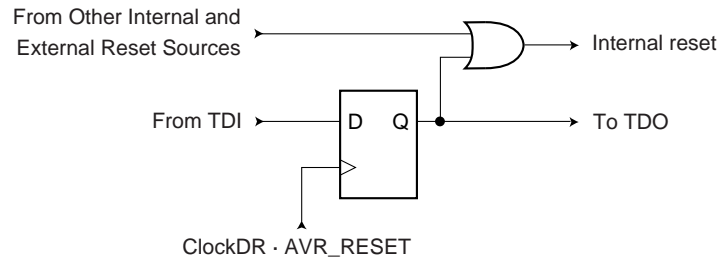 From Other Internal and
External Reset Sources
Internal reset
From TDI
D
Q
To TDO
ClockDR · AVR_RESET